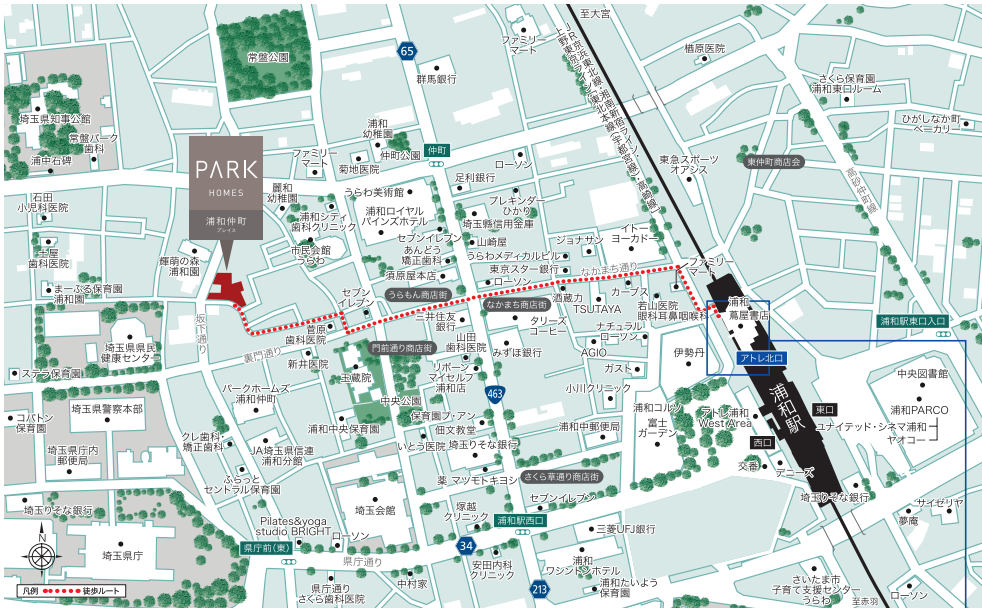 至大宮
JR京浜東北線・湘南新宿ライン(宇都宮線)・高崎線
上野東京ライン・東北本線
ファミリー
マート
楢原医院
常盤公園
65
群馬銀行
さくら保育園
浦和東口ルーム
埼玉県知事公館
常盤パーク
歯科
浦中石碑
浦和
幼稚園
仲町公園
仲町
ひがしなか町
ベーカリー
ファミリー
マート
菊地医院
ローソン
東急スポーツ
オアシス
東仲町商店会
高砂仲町線
PARK
HOMES
浦和仲町
プレイス
石田
小児科医院
麗和
幼稚園
うらわ美術館
足利銀行
プレキンダー
ひかり
浦和シティ
歯科クリニック
浦和ロイヤル
パインズホテル
埼玉縣信用金庫
土屋
歯科医院
輝萌の森
浦和園
市民会館
うらわ
セブンイレブン
あんどう
矯正歯科
山崎屋
うらわメディカルビル
ジョナサン
イトー
ヨーカドー
須原屋本店
東京スター銀行
なかまち通り
ファミリー
マート
まーぶる保育園
浦和園
セブン
イレブン
うらもん商店街
ローソン
なかまち商店街
酒蔵力
カーブス
TSUTAYA
若山医院
眼科耳鼻咽喉科
浦和
蔦屋書店
坂下通り
菅原
歯科医院
三井住友
銀行
タリーズ
コーヒー
ナチュラル
ローソン
浦和駅東口入口
埼玉県県民
健康センター
裏門通り
門前通り商店街
山田
歯科医院
みずほ銀行
AGIO
伊勢丹
アトレ北口
ステラ保育園
新井医院
玉蔵院
リボーン
マイセルフ
浦和店
ガスト
中央図書館
パークホームズ
浦和仲町
中央公園
463
小川クリニック
浦和駅
コバトン
保育園
埼玉県警察本部
保育園ファ・アン
浦和コルソ
富士
ガーデン
アトレ浦和
West Area
東口
浦和PARCO
ユナイテッド・シネマ浦和
ヤオコー
クレ歯科
矯正歯科
浦和中央保育園
佃文教堂
浦和中郵便局
西口
JA埼玉県信連
浦和分館
いとう医院
埼玉りそな銀行
埼玉県庁内
郵便局
交番
デニーズ
ふらっと
セントラル保育園
薬 マツモトキヨシ
さくら草通り商店街
埼玉りそな銀行
埼玉りそな銀行
セブンイレブン
サイゼリヤ
夢庵
Pilates&yoga
studio BRIGHT
埼玉会館
塚越
クリニック
浦和駅西口
三菱UFJ銀行
N
埼玉県庁
県庁前(東)
ローソン
県庁通り
34
安田内科
クリニック
浦和
ワシントンホテル
県庁通り
さくら歯科医院
中村家
213
浦和たいよう
保育園
さいたま市
子育て支援センター
うらわ
ローソン
至赤羽
凡例
徒歩ルート